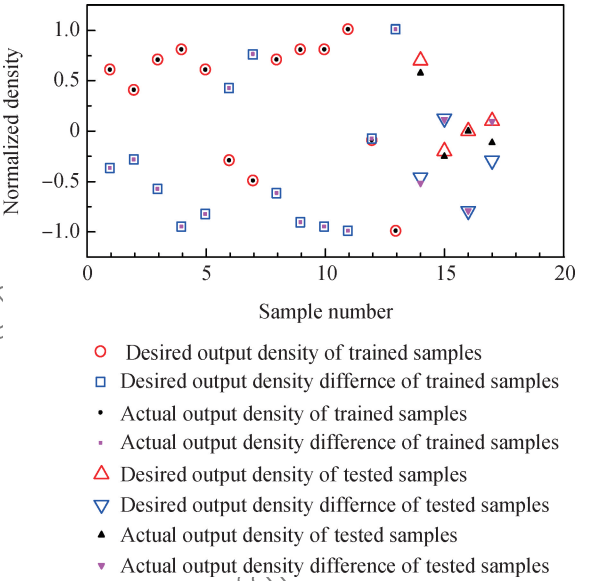 Normalized density
1.0
0.5
0
−0.5
−1.0
0 5 10 15 20
Sample number
Desired output density of trained samples
Desired output density differnce of trained samples
Actual output density of trained samples
Actual output density difference of trained samples
Desired output density of tested samples
Desired output density differnce of tested samples
Actual output density of tested samples
Actual output density difference of tested samples